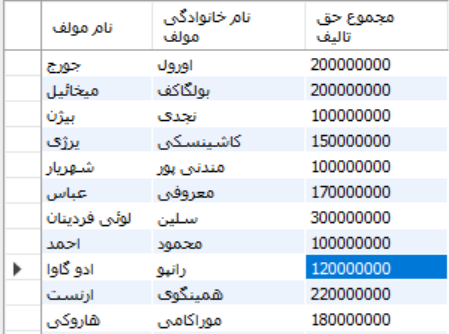 نام مولف نام خانوادگی مولف مجموع حق تالیف
جورج اورول 200000000
میخائیل بولگاکف 200000000
بیژن نجدی 100000000
یرژی کاشینسکی 150000000
شهریار مندنی پور 100000000
عباس معروفی 170000000
لوئی فردینان سلین 300000000
احمد محمود 100000000
ادو گاوا رانپو 120000000
ارنست همینگوی 220000000
هاروکی موراکامی 180000000